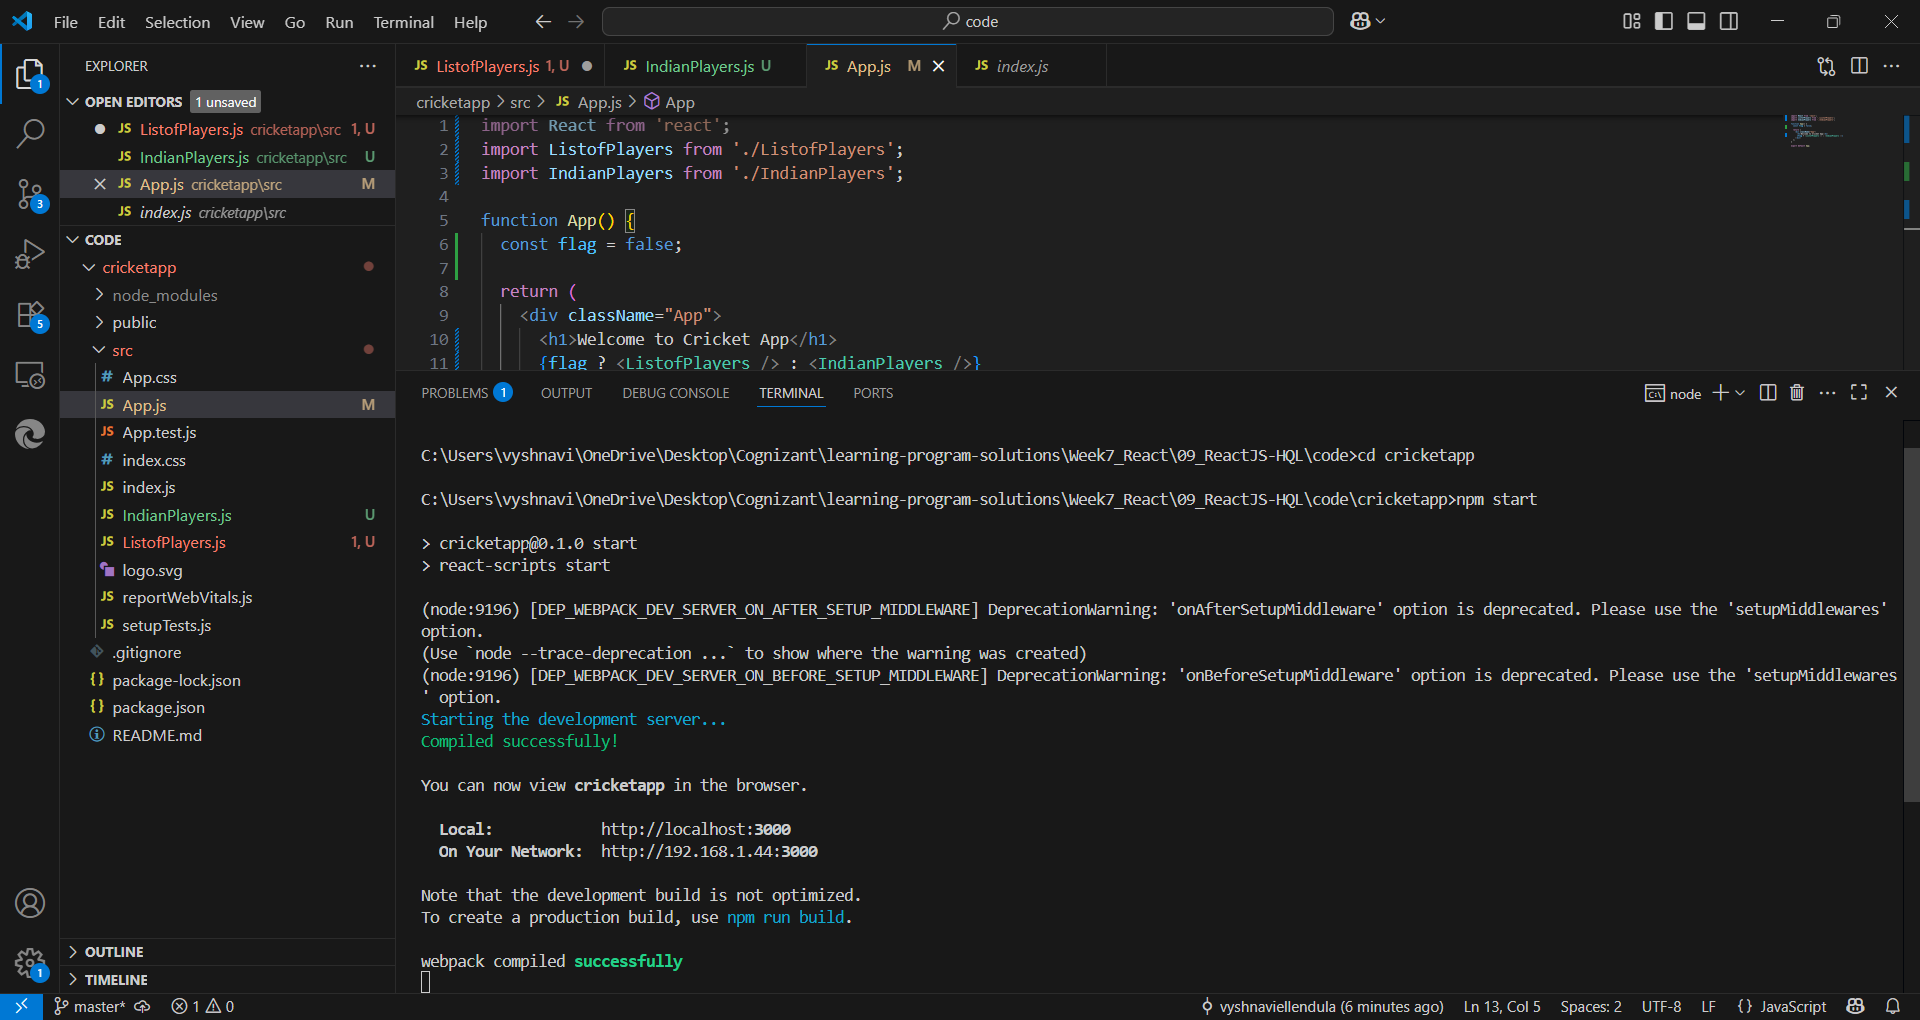 File Edit Selection View Go Run Terminal Help
code
EXPLORER
OPEN EDITORS 1 unsaved
JS ListofPlayers.js cricketapp\src 1, U
JS IndianPlayers.js cricketapp\src U
JS App.js cricketapp\src M
JS index.js cricketapp\src
CODE
cricketapp
node_modules
public
src
# App.css
JS App.js M
JS App.test.js
# index.css
JS index.js
JS IndianPlayers.js U
JS ListofPlayers.js 1, U
logo.svg
JS reportWebVitals.js
JS setupTests.js
.gitignore
{} package-lock.json
{} package.json
README.md
OUTLINE
TIMELINE
1
3
5
1
JS ListofPlayers.js 1, U
JS IndianPlayers.js U
JS App.js M
JS index.js
cricketapp > src > JS App.js > App
1 import React from 'react';
2 import ListofPlayers from './ListofPlayers';
3 import IndianPlayers from './IndianPlayers';
4
5 function App() {
6 const flag = false;
7
8 return (
9 <div className="App">
10 <h1>Welcome to Cricket App</h1>
11 {flag ? <ListofPlayers /> : <IndianPlayers />}
PROBLEMS 1 OUTPUT DEBUG CONSOLE TERMINAL PORTS
node
C:\Users\vyshnavi\OneDrive\Desktop\Cognizant\learning-program-solutions\Week7_React\09_ReactJS-HQL\code>cd cricketapp
C:\Users\vyshnavi\OneDrive\Desktop\Cognizant\learning-program-solutions\Week7_React\09_ReactJS-HQL\code\cricketapp>npm start
> cricketapp@0.1.0 start
> react-scripts start
(node:9196) [DEP_WEBPACK_DEV_SERVER_ON_AFTER_SETUP_MIDDLEWARE] DeprecationWarning: 'onAfterSetupMiddleware' option is deprecated. Please use the 'setupMiddlewares'
option.
(Use `node --trace-deprecation ...` to show where the warning was created)
(node:9196) [DEP_WEBPACK_DEV_SERVER_ON_BEFORE_SETUP_MIDDLEWARE] DeprecationWarning: 'onBeforeSetupMiddleware' option is deprecated. Please use the 'setupMiddlewares
' option.
Starting the development server...
Compiled successfully!
You can now view cricketapp in the browser.
Local: http://localhost:3000
On Your Network: http://192.168.1.44:3000
Note that the development build is not optimized.
To create a production build, use npm run build.
webpack compiled successfully
master* 1 0
vyshnaviellendula (6 minutes ago) Ln 13, Col 5 Spaces: 2 UTF-8 LF {} JavaScript